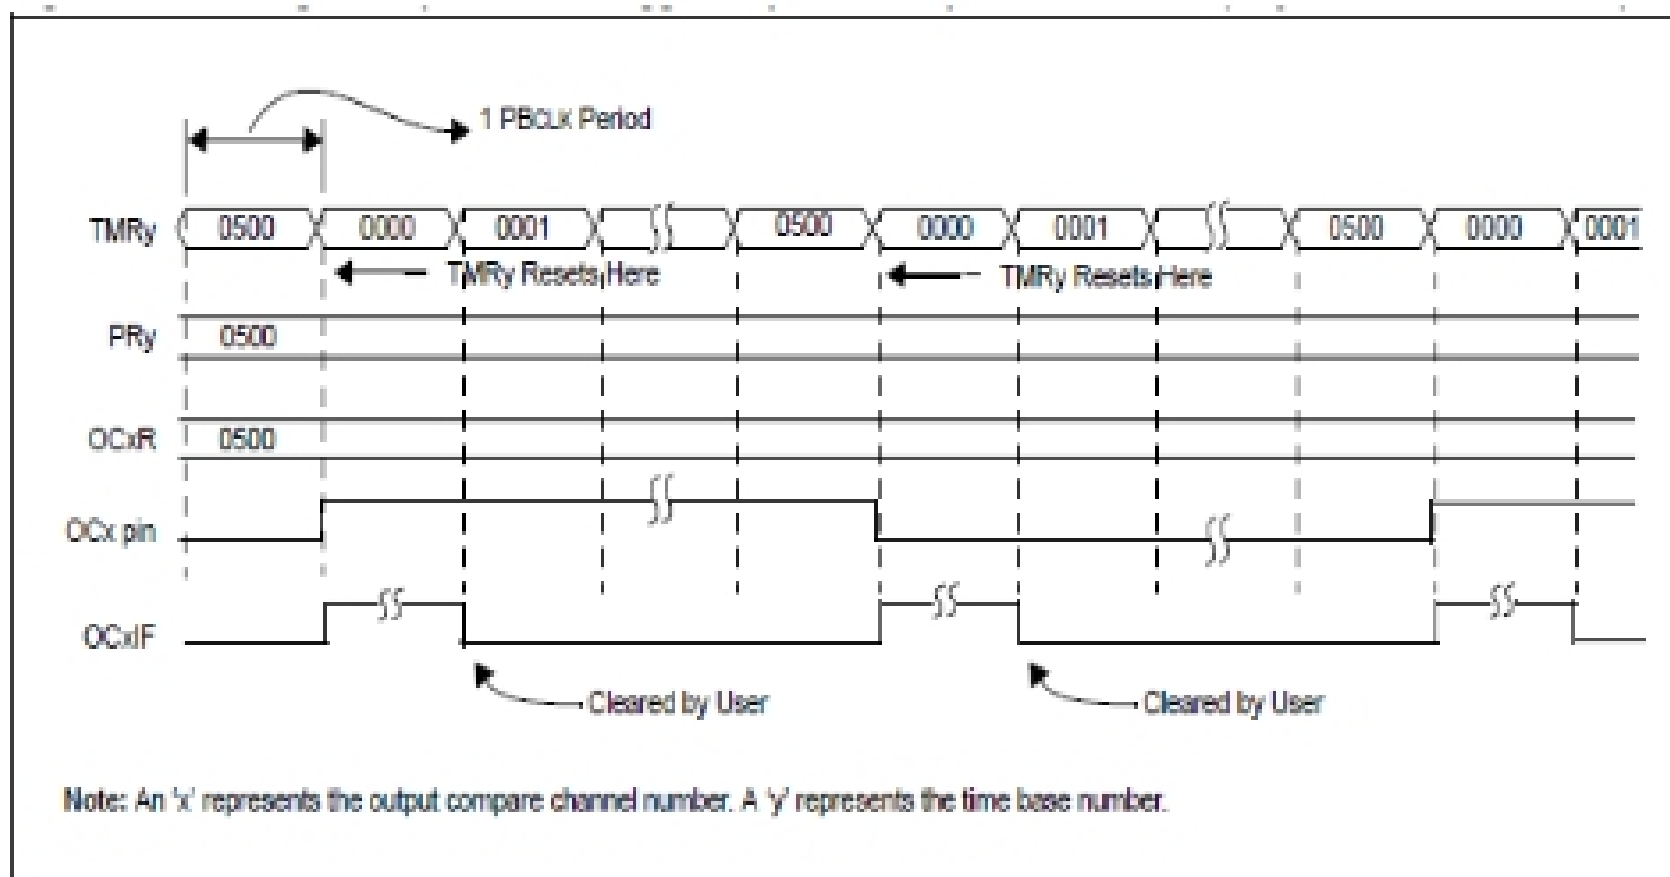 1 PBCLK Period
TMRy 0500 0000 0001 0500 0000 0001 0500 0000 0001
TMRy Resets Here TMRy Resets Here
PRy 0500
OCxR 0500
OCx pin
OCxIF
Cleared by User Cleared by User
Note: An 'x' represents the output compare channel number. A 'y' represents the time base number.